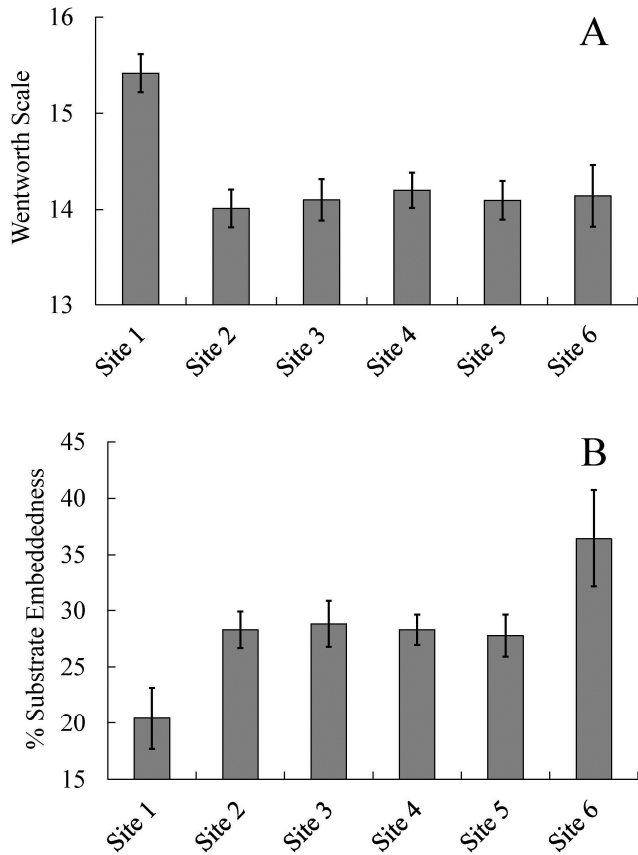 A
Wentworth Scale
16
15
14
13
Site 1
Site 2
Site 3
Site 4
Site 5
Site 6
B
% Substrate Embeddedness
45
40
35
30
25
20
15
Site 1
Site 2
Site 3
Site 4
Site 5
Site 6